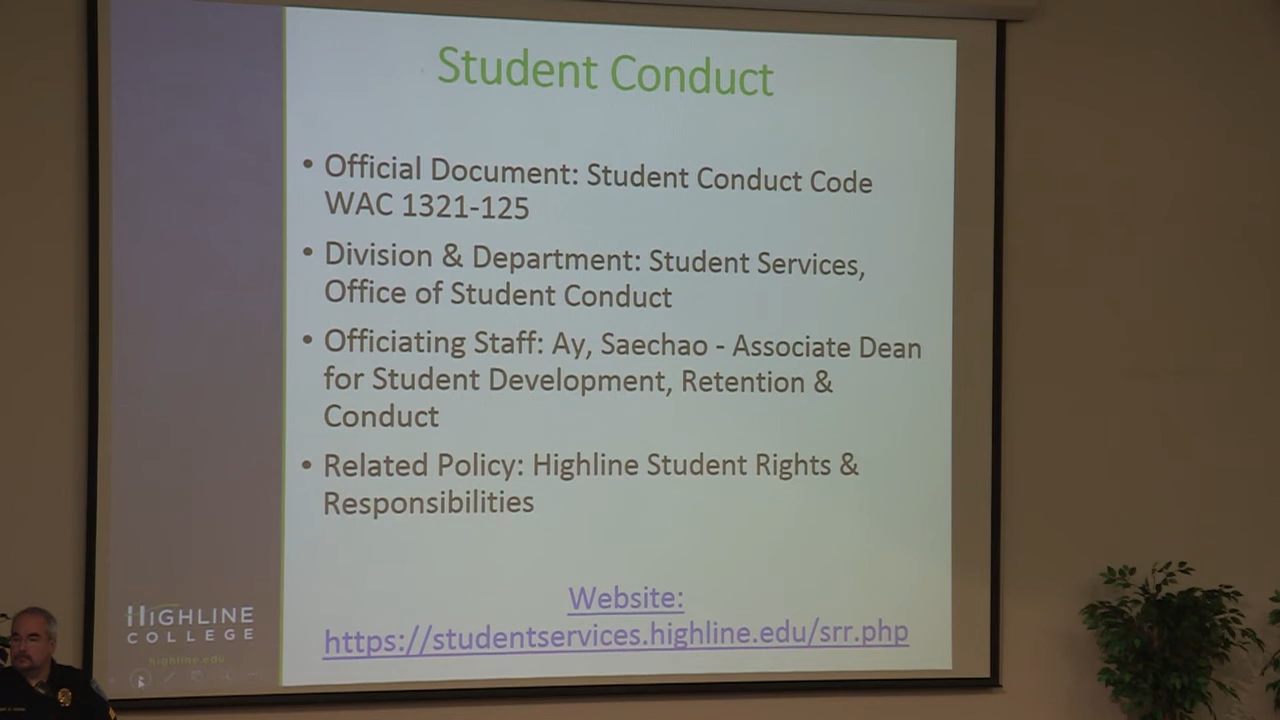 Student Conduct
• Official Document: Student Conduct Code
WAC 1321-125
• Division & Department: Student Services,
Office of Student Conduct
• Officiating Staff: Ay, Saechao - Associate Dean
for Student Development, Retention &
Conduct
• Related Policy: Highline Student Rights &
Responsibilities
Website:
https://studentservices.highline.edu/srr.php
HIGHLINE
COLLEGE
highline.edu